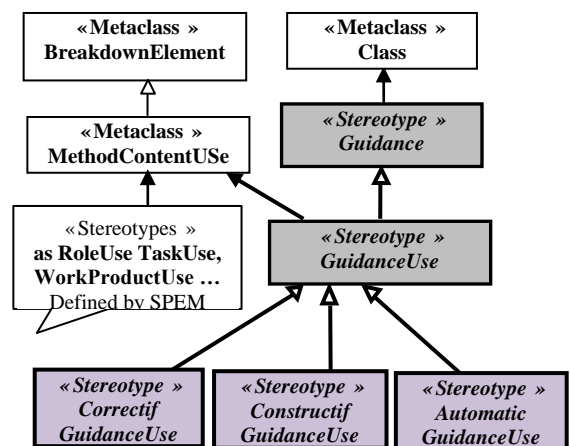 «Metaclass »
BreakdownElement
«Metaclass »
Class
«Metaclass »
MethodContentUSe
«Stereotype »
Guidance
«Stereotypes »
as RoleUse TaskUse,
WorkProductUse ...
Defined by SPEM
«Stereotype »
GuidanceUse
«Stereotype »
Correctif
GuidanceUse
«Stereotype »
Constructif
GuidanceUse
«Stereotype »
Automatic
GuidanceUse